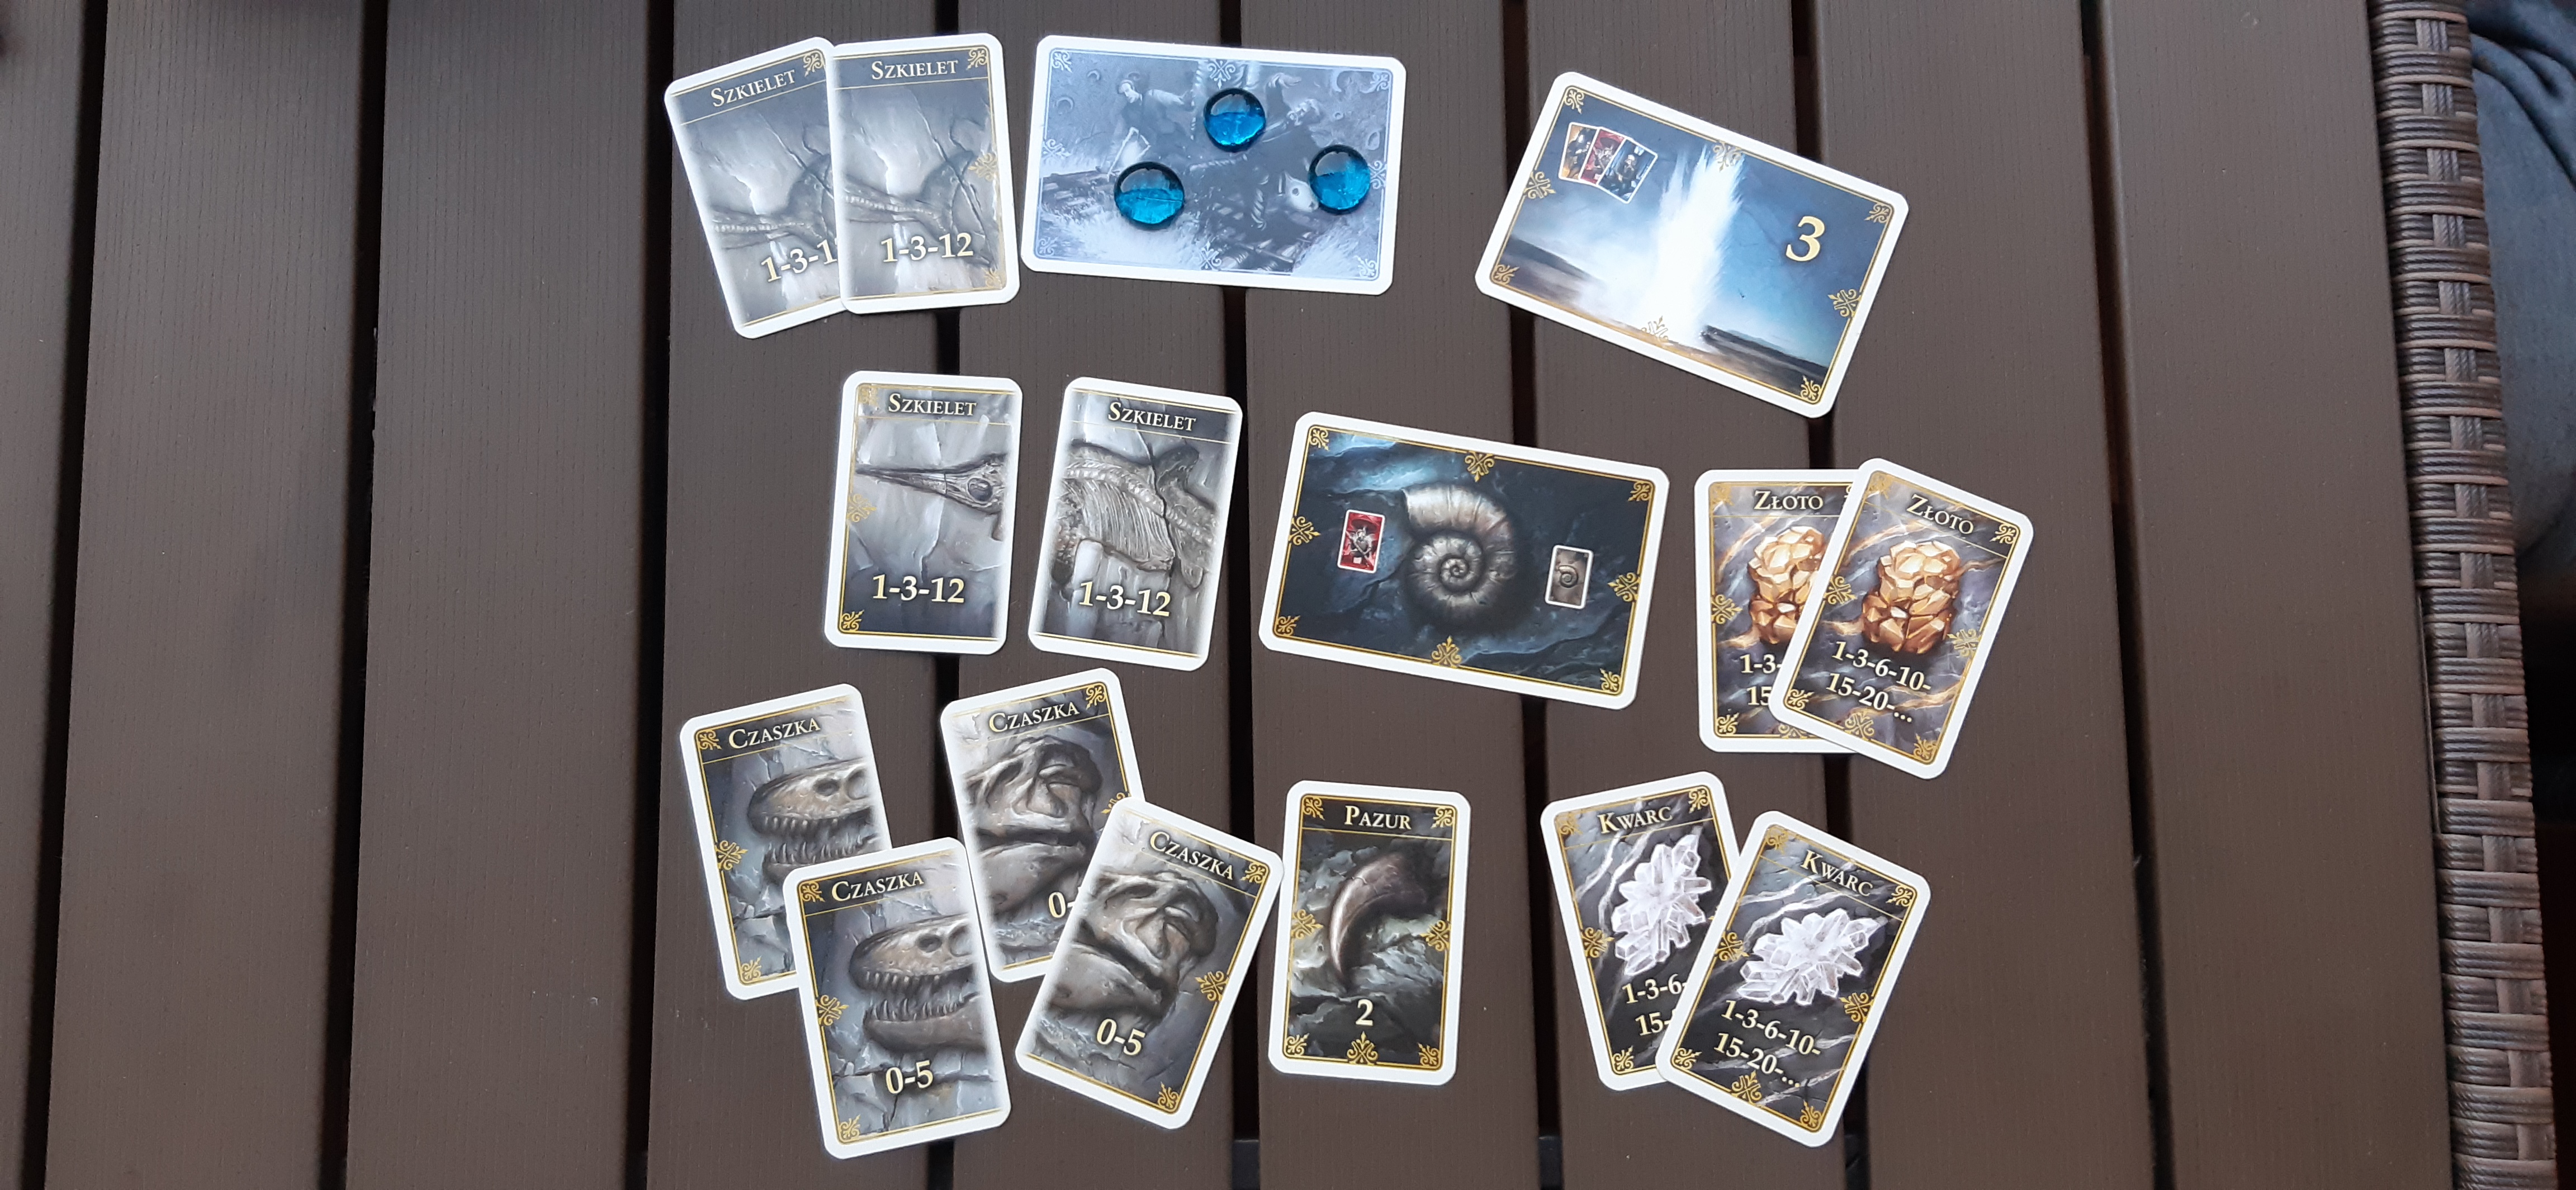 SZKIELET
1-3-1
SZKIELET
1-3-12
3
SZKIELET
1-3-12
SZKIELET
1-3-12
ZŁOTO
1-3-
15
ZŁOTO
1-3-6-10-
15-20-...
CZASZKA
CZASZKA
0-5
CZASZKA
0-
CZASZKA
0-5
PAZUR
2
KWARC
1-3-6-
15-
KWARC
1-3-6-10-
15-20-...